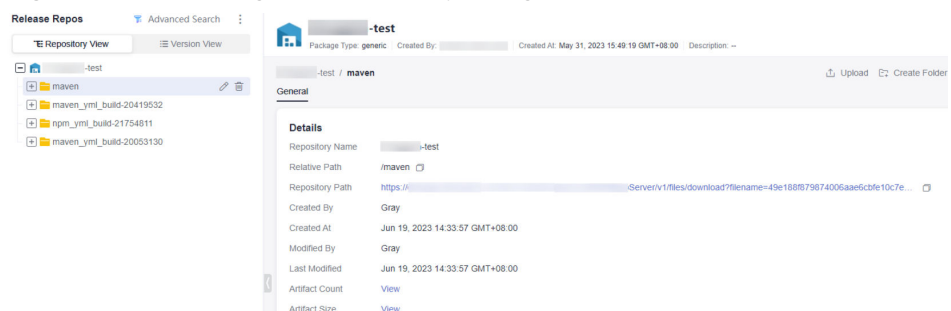 Release Repos Advanced Search
Repository View Version View
-test
maven
maven_yml_build-20419532
npm_yml_build-21754811
maven_yml_build-20053130
-test
Package Type: generic Created By: Created At: May 31, 2023 15:49:19 GMT+08:00 Description: --
-test / maven Upload Create Folder
General
Details
Repository Name -test
Relative Path /maven
Repository Path https:// Server/v1/files/download?filename=49e188f879874006aae6cbfe10c7e...
Created By Gray
Created At Jun 19, 2023 14:33:57 GMT+08:00
Modified By Gray
Last Modified Jun 19, 2023 14:33:57 GMT+08:00
Artifact Count View
Artifact Size View